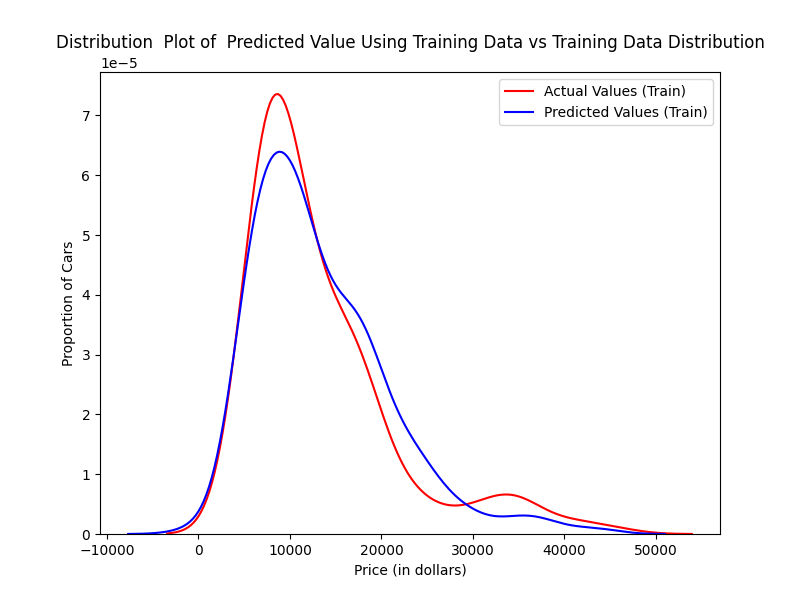 Distribution  Plot of  Predicted Value Using Training Data vs Training Data Distribution
1e−5
Actual Values (Train)
Predicted Values (Train)
7
6
5
4
3
2
1
0
Proportion of Cars
−10000 0 10000 20000 30000 40000 50000
Price (in dollars)